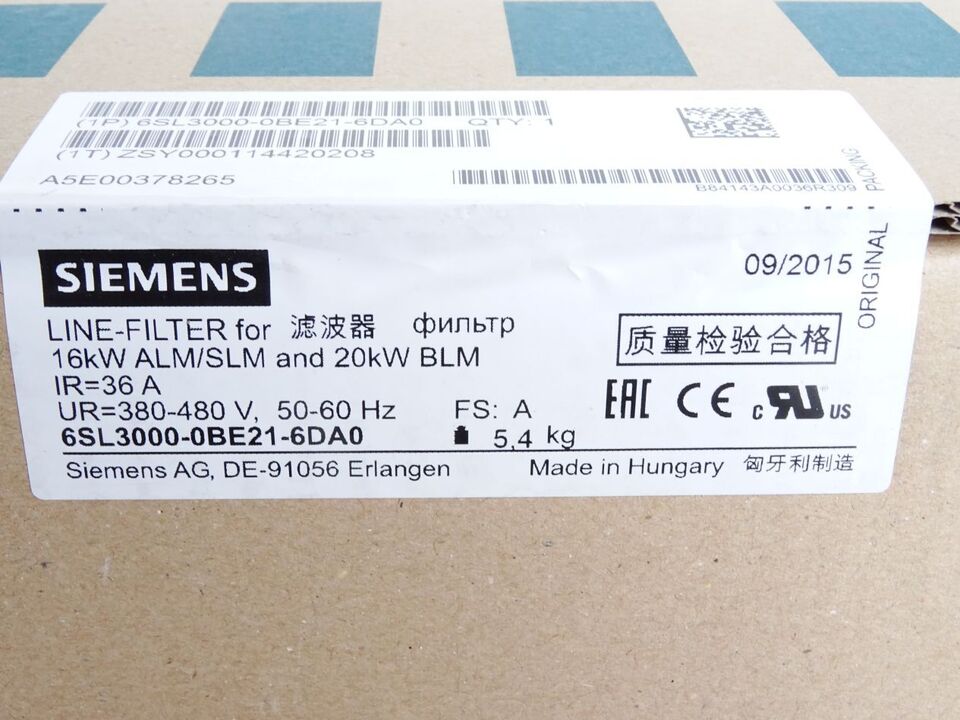 (1P) 6SL3000-0BE21-6DA0 QTY: 1
(1T) ZSY000114420208
A5E00378265
B84143A0036R309
ORIGINAL PACKING
SIEMENS
09/2015
LINE-FILTER for 滤波器 фильтр
16kW ALM/SLM and 20kW BLM
IR=36 A
UR=380-480 V, 50-60 Hz FS: A
6SL3000-0BE21-6DA0 5,4 kg
质量检验合格
EAC CE c RU US
Siemens AG, DE-91056 Erlangen Made in Hungary 匈牙利制造